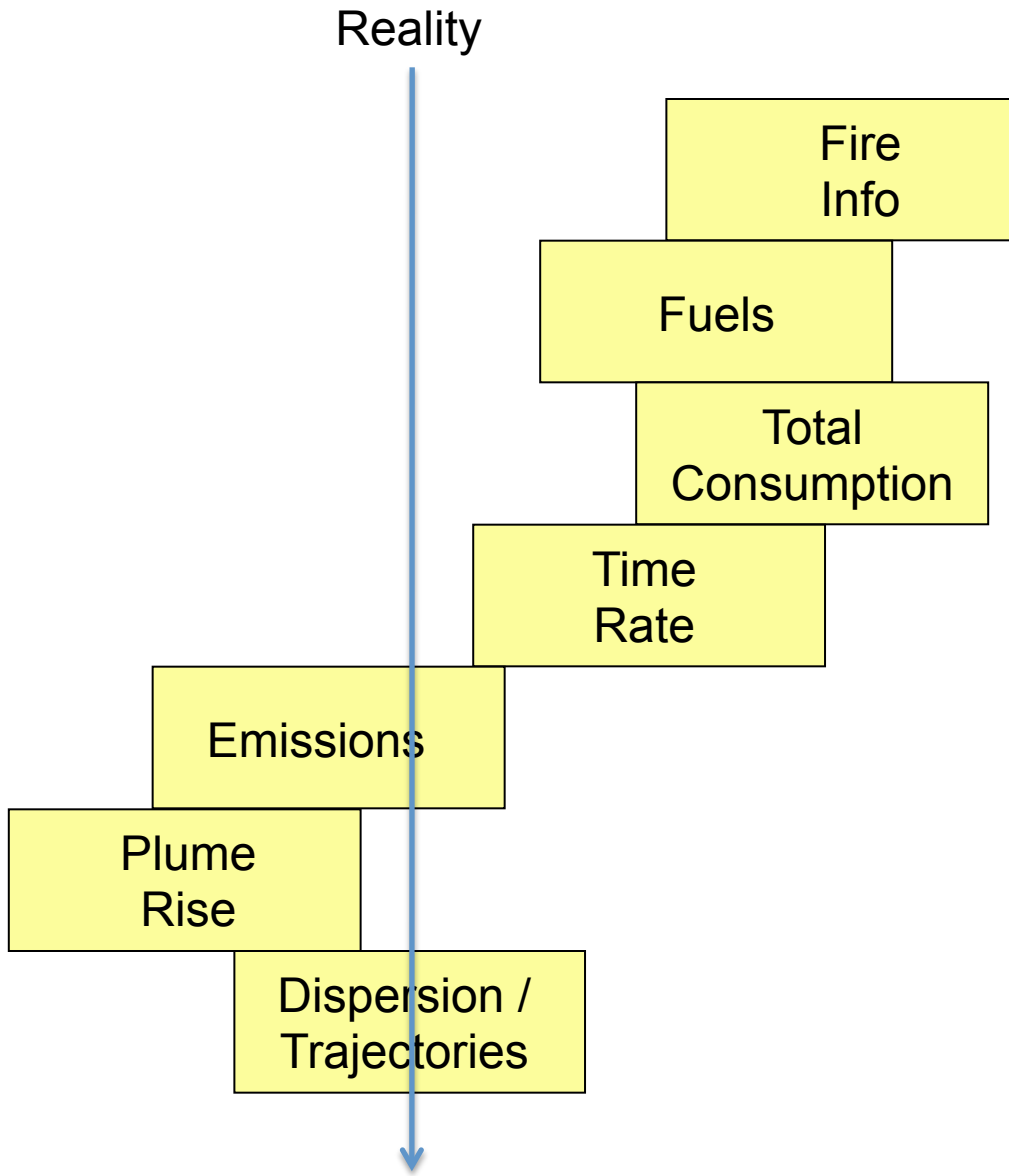 Reality
Fire
Info
Fuels
Total
Consumption
Time
Rate
Emissions
Plume
Rise
Dispersion /
Trajectories